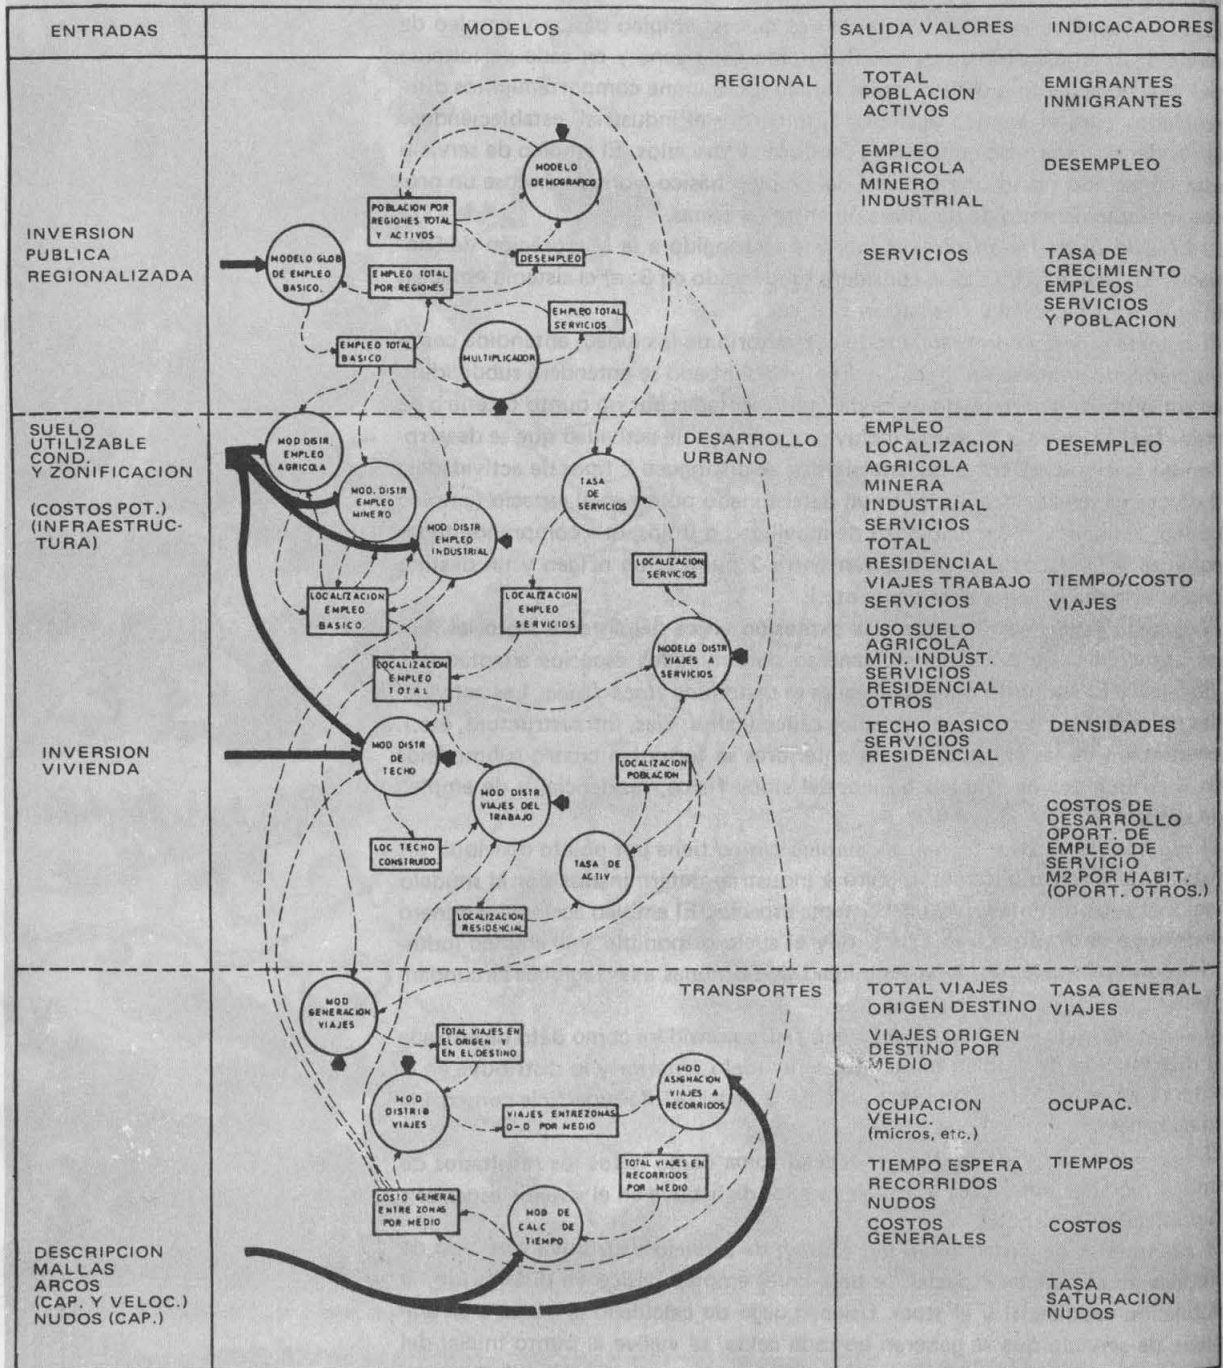 ENTRADAS
MODELOS
SALIDA VALORES
INDICACADORES
INVERSION
PUBLICA
REGIONALIZADA
REGIONAL
MODELO
DEMOGRAFICO
POBLACION POR
REGIONES TOTAL
Y ACTIVOS
DESEMPLEO
MODELO GLOB
DE EMPLEO
BASICO.
EMPLEO TOTAL
POR REGIONES
EMPLEO TOTAL
SERVICIOS
EMPLEO TOTAL
BASICO
MULTIPLICADOR
TOTAL
POBLACION
ACTIVOS
EMIGRANTES
INMIGRANTES
EMPLEO
AGRICOLA
MINERO
INDUSTRIAL
DESEMPLEO
SERVICIOS
TASA DE
CRECIMIENTO
EMPLEOS
SERVICIOS
Y POBLACION
SUELO
UTILIZABLE
COND.
Y ZONIFICACION
(COSTOS POT.)
(INFRAESTRUC-
TURA)
INVERSION
VIVIENDA
DESARROLLO
URBANO
MOD DISTR.
EMPLEO
AGRICOLA
MOD. DISTR
EMPLEO
MINERO
MOD DISTR
EMPLEO
INDUSTRIAL
TASA
DE
SERVICIOS
LOCALIZACION
SERVICIOS
LOCALIZACION
EMPLEO
BASICO.
LOCALIZACION
EMPLEO
SERVICIOS
LOCALIZACION
EMPLEO
TOTAL
MODELO DISTR
VIAJES A
SERVICIOS
MOD DISTR
DE
TECHO
MOD DISTR.
VIAJES DEL
TRABAJO
LOCALIZACION
POBLACION
LOC TECHO
CONSTRUIDO
TASA DE
ACTIV
LOCALIZACION
RESIDENCIAL
EMPLEO
LOCALIZACION
AGRICOLA
MINERA
INDUSTRIAL
SERVICIOS
TOTAL
RESIDENCIAL
VIAJES TRABAJO
SERVICIOS
DESEMPLEO
TIEMPO/COSTO
VIAJES
USO SUELO
AGRICOLA
MIN. INDUST.
SERVICIOS
RESIDENCIAL
OTROS
TECHO BASICO
SERVICIOS
RESIDENCIAL
DENSIDADES
COSTOS DE
DESARROLLO
OPORT. DE
EMPLEO DE
SERVICIO
M2 POR HABIT.
(OPORT. OTROS.)
DESCRIPCION
MALLAS
ARCOS
(CAP. Y VELOC.)
NUDOS (CAP.)
TRANSPORTES
MOD
GENERACION
VIAJES
TOTAL VIAJES EN
EL ORIGEN Y
EN EL DESTINO
MOD
DISTRIB
VIAJES
VIAJES ENTREZONAS
O-D POR MEDIO
MOD
ASIGNACION
VIAJES A
RECORRIDOS
TOTAL VIAJES EN
RECORRIDOS
POR MEDIO
COSTO GENERAL
ENTRE ZONAS
POR MEDIO
MOD DE
CALC DE
TIEMPO
TOTAL VIAJES
ORIGEN DESTINO
TASA GENERAL
VIAJES
VIAJES ORIGEN
DESTINO POR
MEDIO
OCUPACION
VEHIC.
(micros, etc.)
OCUPAC.
TIEMPO ESPERA
RECORRIDOS
NUDOS
TIEMPOS
COSTOS
GENERALES
COSTOS
TASA
SATURACION
NUDOS